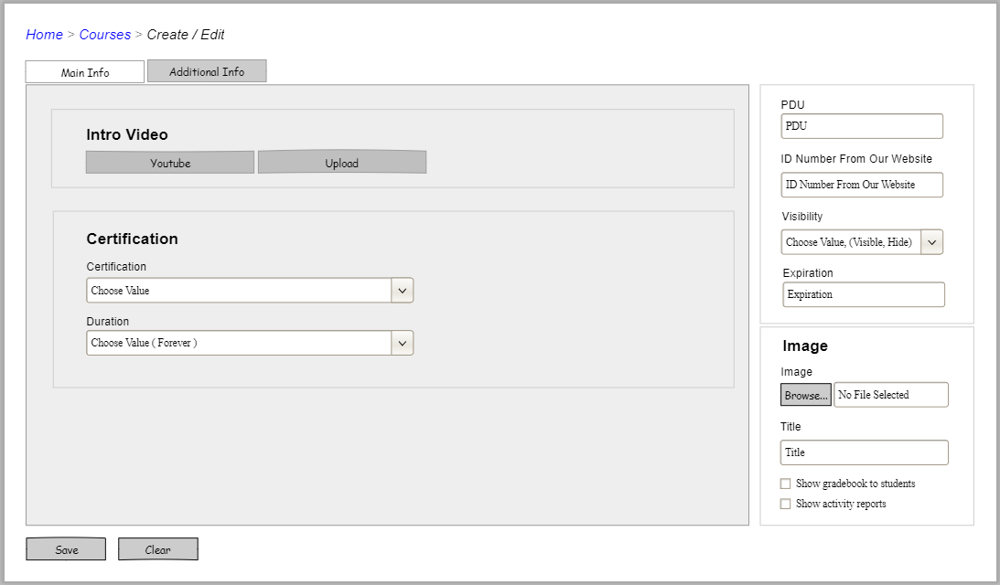 Home > Courses > Create / Edit
Main Info
Additional Info
Intro Video
Youtube
Upload
Certification
Certification
Choose Value
Duration
Choose Value ( Forever )
PDU
PDU
ID Number From Our Website
ID Number From Our Website
Visibility
Choose Value, (Visible, Hide)
Expiration
Expiration
Image
Image
Browse... No File Selected
Title
Title
Show gradebook to students
Show activity reports
Save
Clear